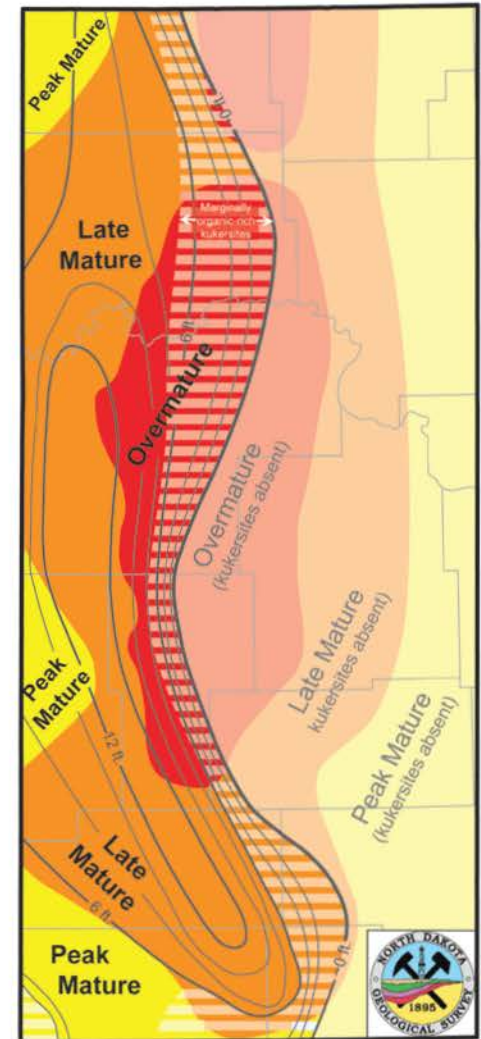 Peak Mature
0 ft.
Marginally
organic rich
kukersites
Late
Mature
6 ft.
Overmature
Overmature
(kukersites absent)
Late Mature
kukersites absent)
Peak
Mature
Peak Mature
(kukersites absent)
12 ft.
Late
Mature
6 ft.
0 ft.
Peak
Mature
NORTH DAKOTA
1895
GEOLOGICAL SURVEY